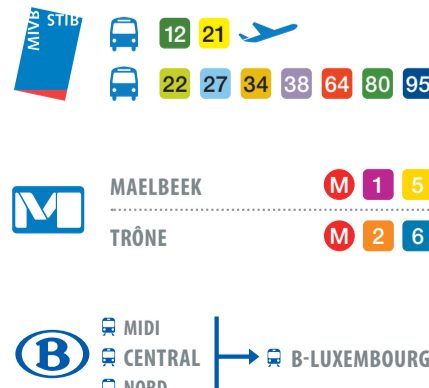 MIVB STIB
12 21
22 27 34 38 64 80 95
MAELBEEK M 1 5
TRÔNE M 2 6
B
MIDI
CENTRAL B-LUXEMBOURG
NORD